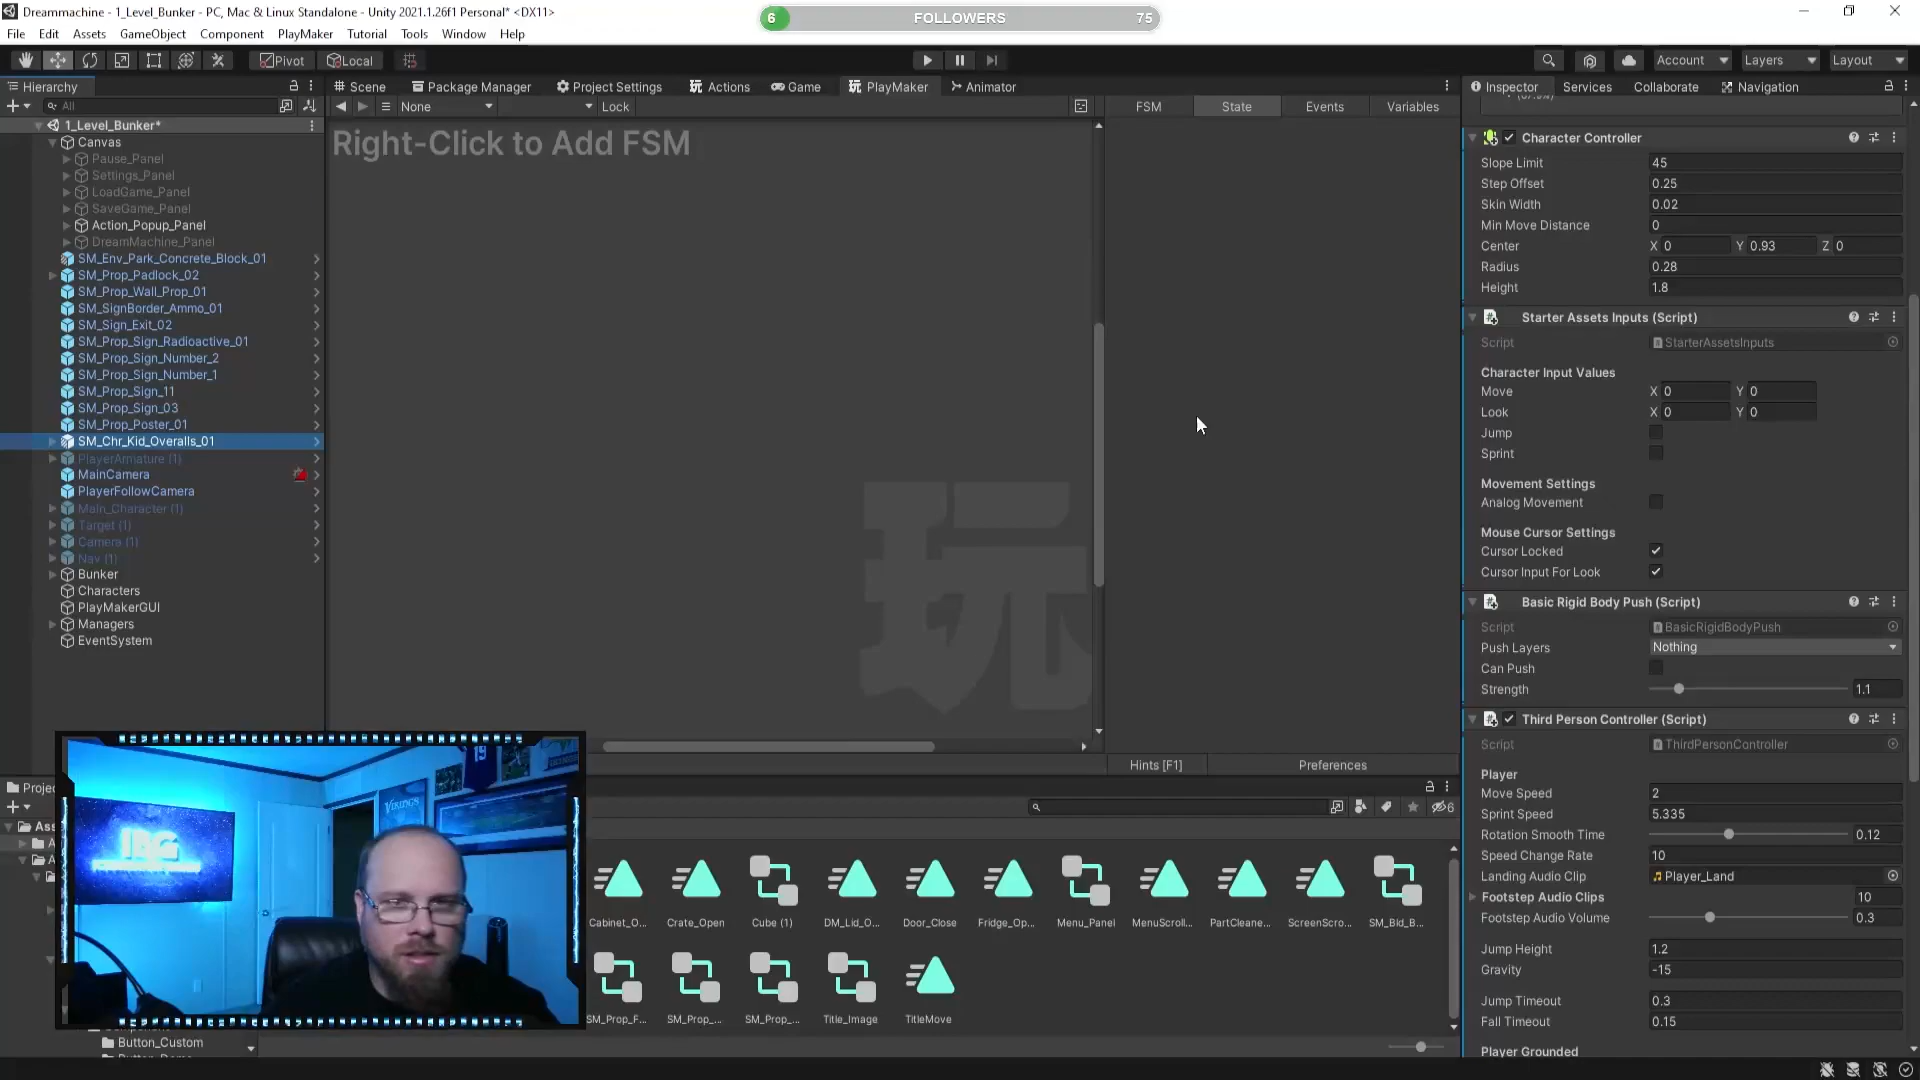 Dreammachine - 1_Level_Bunker - PC, Mac & Linux Standalone - Unity 2021.1.26f1 Personal* <DX11>
6 FOLLOWERS 75
File Edit Assets GameObject Component PlayMaker Tutorial Tools Window Help
Pivot Local
Account Layers Layout
Hierarchy
All
1_Level_Bunker*
Canvas
Pause_Panel
Settings_Panel
LoadGame_Panel
SaveGame_Panel
Action_Popup_Panel
DreamMachine_Panel
SM_Env_Park_Concrete_Block_01
SM_Prop_Padlock_02
SM_Prop_Wall_Prop_01
SM_SignBorder_Ammo_01
SM_Sign_Exit_02
SM_Prop_Sign_Radioactive_01
SM_Prop_Sign_Number_2
SM_Prop_Sign_Number_1
SM_Prop_Sign_11
SM_Prop_Sign_03
SM_Prop_Poster_01
SM_Chr_Kid_Overalls_01
PlayerArmature (1)
MainCamera
PlayerFollowCamera
Main_Character (1)
Target (1)
Camera (1)
Nav (1)
Bunker
Characters
PlayMakerGUI
Managers
EventSystem
Scene Package Manager Project Settings Actions Game PlayMaker Animator
None Lock
FSM State Events Variables
Right-Click to Add FSM
玩
Hints [F1] Preferences
Inspector Services Collaborate Navigation
Character Controller
Slope Limit 45
Step Offset 0.25
Skin Width 0.02
Min Move Distance 0
Center X 0 Y 0.93 Z 0
Radius 0.28
Height 1.8
Starter Assets Inputs (Script)
Script StarterAssetsInputs
Character Input Values
Move X 0 Y 0
Look X 0 Y 0
Jump
Sprint
Movement Settings
Analog Movement
Mouse Cursor Settings
Cursor Locked
Cursor Input For Look
Basic Rigid Body Push (Script)
Script BasicRigidBodyPush
Push Layers Nothing
Can Push
Strength 1.1
Third Person Controller (Script)
Script ThirdPersonController
Player
Move Speed 2
Sprint Speed 5.335
Rotation Smooth Time 0.12
Speed Change Rate 10
Landing Audio Clip Player_Land
Footstep Audio Clips 10
Footstep Audio Volume 0.3
Jump Height 1.2
Gravity -15
Jump Timeout 0.3
Fall Timeout 0.15
Player Grounded
Projec
Ass
6
Cabinet_O... Crate_Open Cube (1) DM_Lid_O... Door_Close Fridge_Op... Menu_Panel MenuScroll... PartCleane... ScreenScro... SM_Bid_B...
SM_Prop_F... SM_Prop_... SM_Prop_... Title_Image TitleMove
Button_Custom
VIKINGS
19
IRG